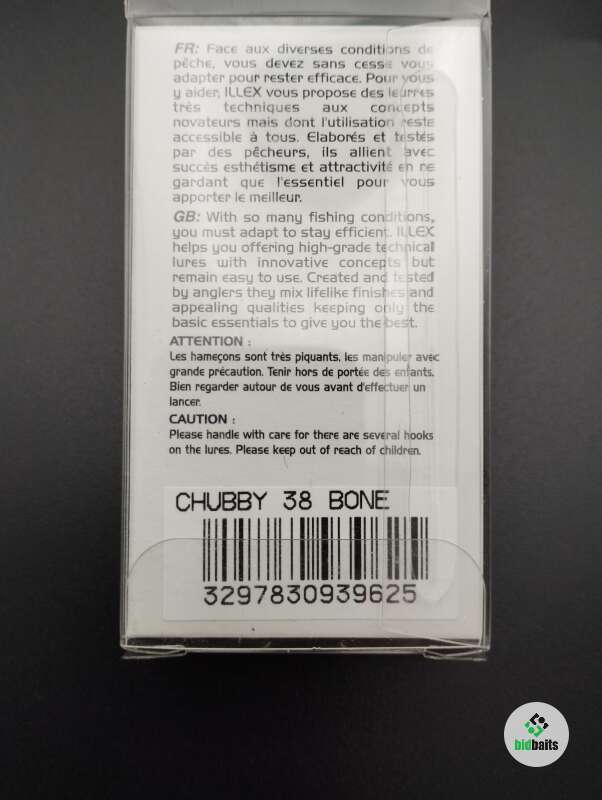 FR: Face aux diverses conditions de
pêche, vous devez sans cesse vous
adapter pour rester efficace. Pour vous
y aider, ILLEX vous propose des leurres
très techniques aux concepts
novateurs mais dont l'utilisation reste
accessible à tous. Elaborés et testés
par des pêcheurs, ils allient avec
succès esthétisme et attractivité en re
gardant que l'essentiel pour vous
apporter le meilleur.
GB: With so many fishing conditions,
you must adapt to stay efficient. ILLEX
helps you offering high-grade technical
lures with innovative concepts but
remain easy to use. Created and tested
by anglers they mix lifelike finishes and
appealing qualities keeping only the
basic essentials to give you the best.
ATTENTION :
Les hameçons sont très piquants, les manipuler avec
grande précaution. Tenir hors de portée des enfants.
Bien regarder autour de vous avant d'effectuer un
lancer.
CAUTION :
Please handle with care for there are several hooks
on the lures. Please keep out of reach of children.
CHUBBY 38 BONE
3297830939625
bidbaits